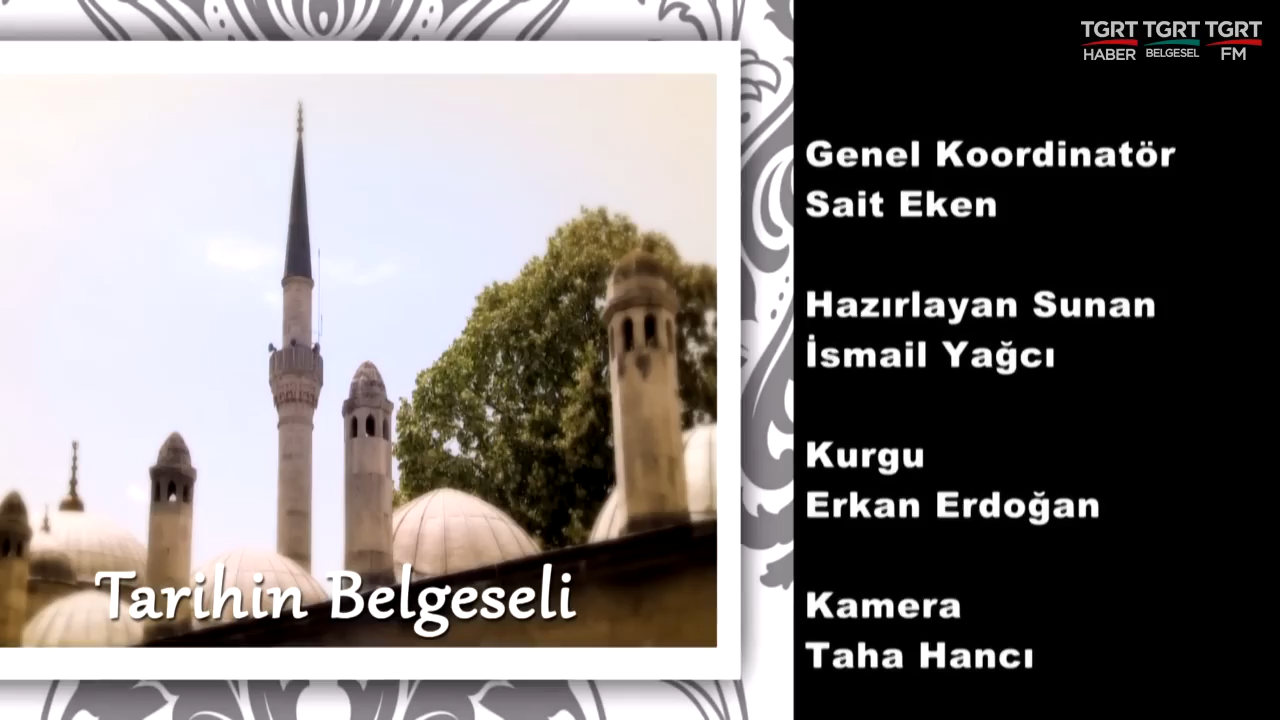 TGRT TGRT TGRT
HABER BELGESEL FM
Genel Koordinatör
Sait Eken
Hazırlayan Sunan
İsmail Yağcı
Kurgu
Erkan Erdoğan
Kamera
Taha Hancı
Tarihin Belgeseli